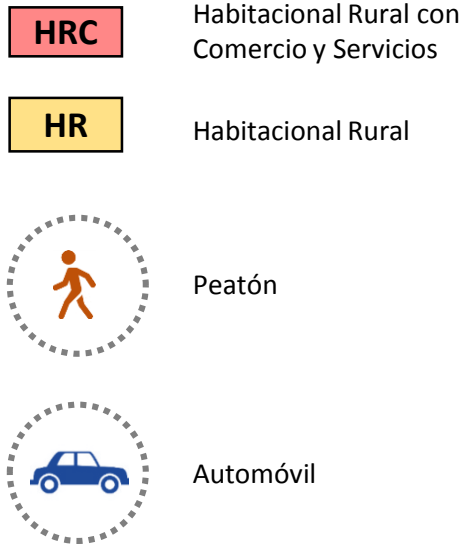 HRC
Habitacional Rural con
Comercio y Servicios
HR
Habitacional Rural
Peatón
Automóvil